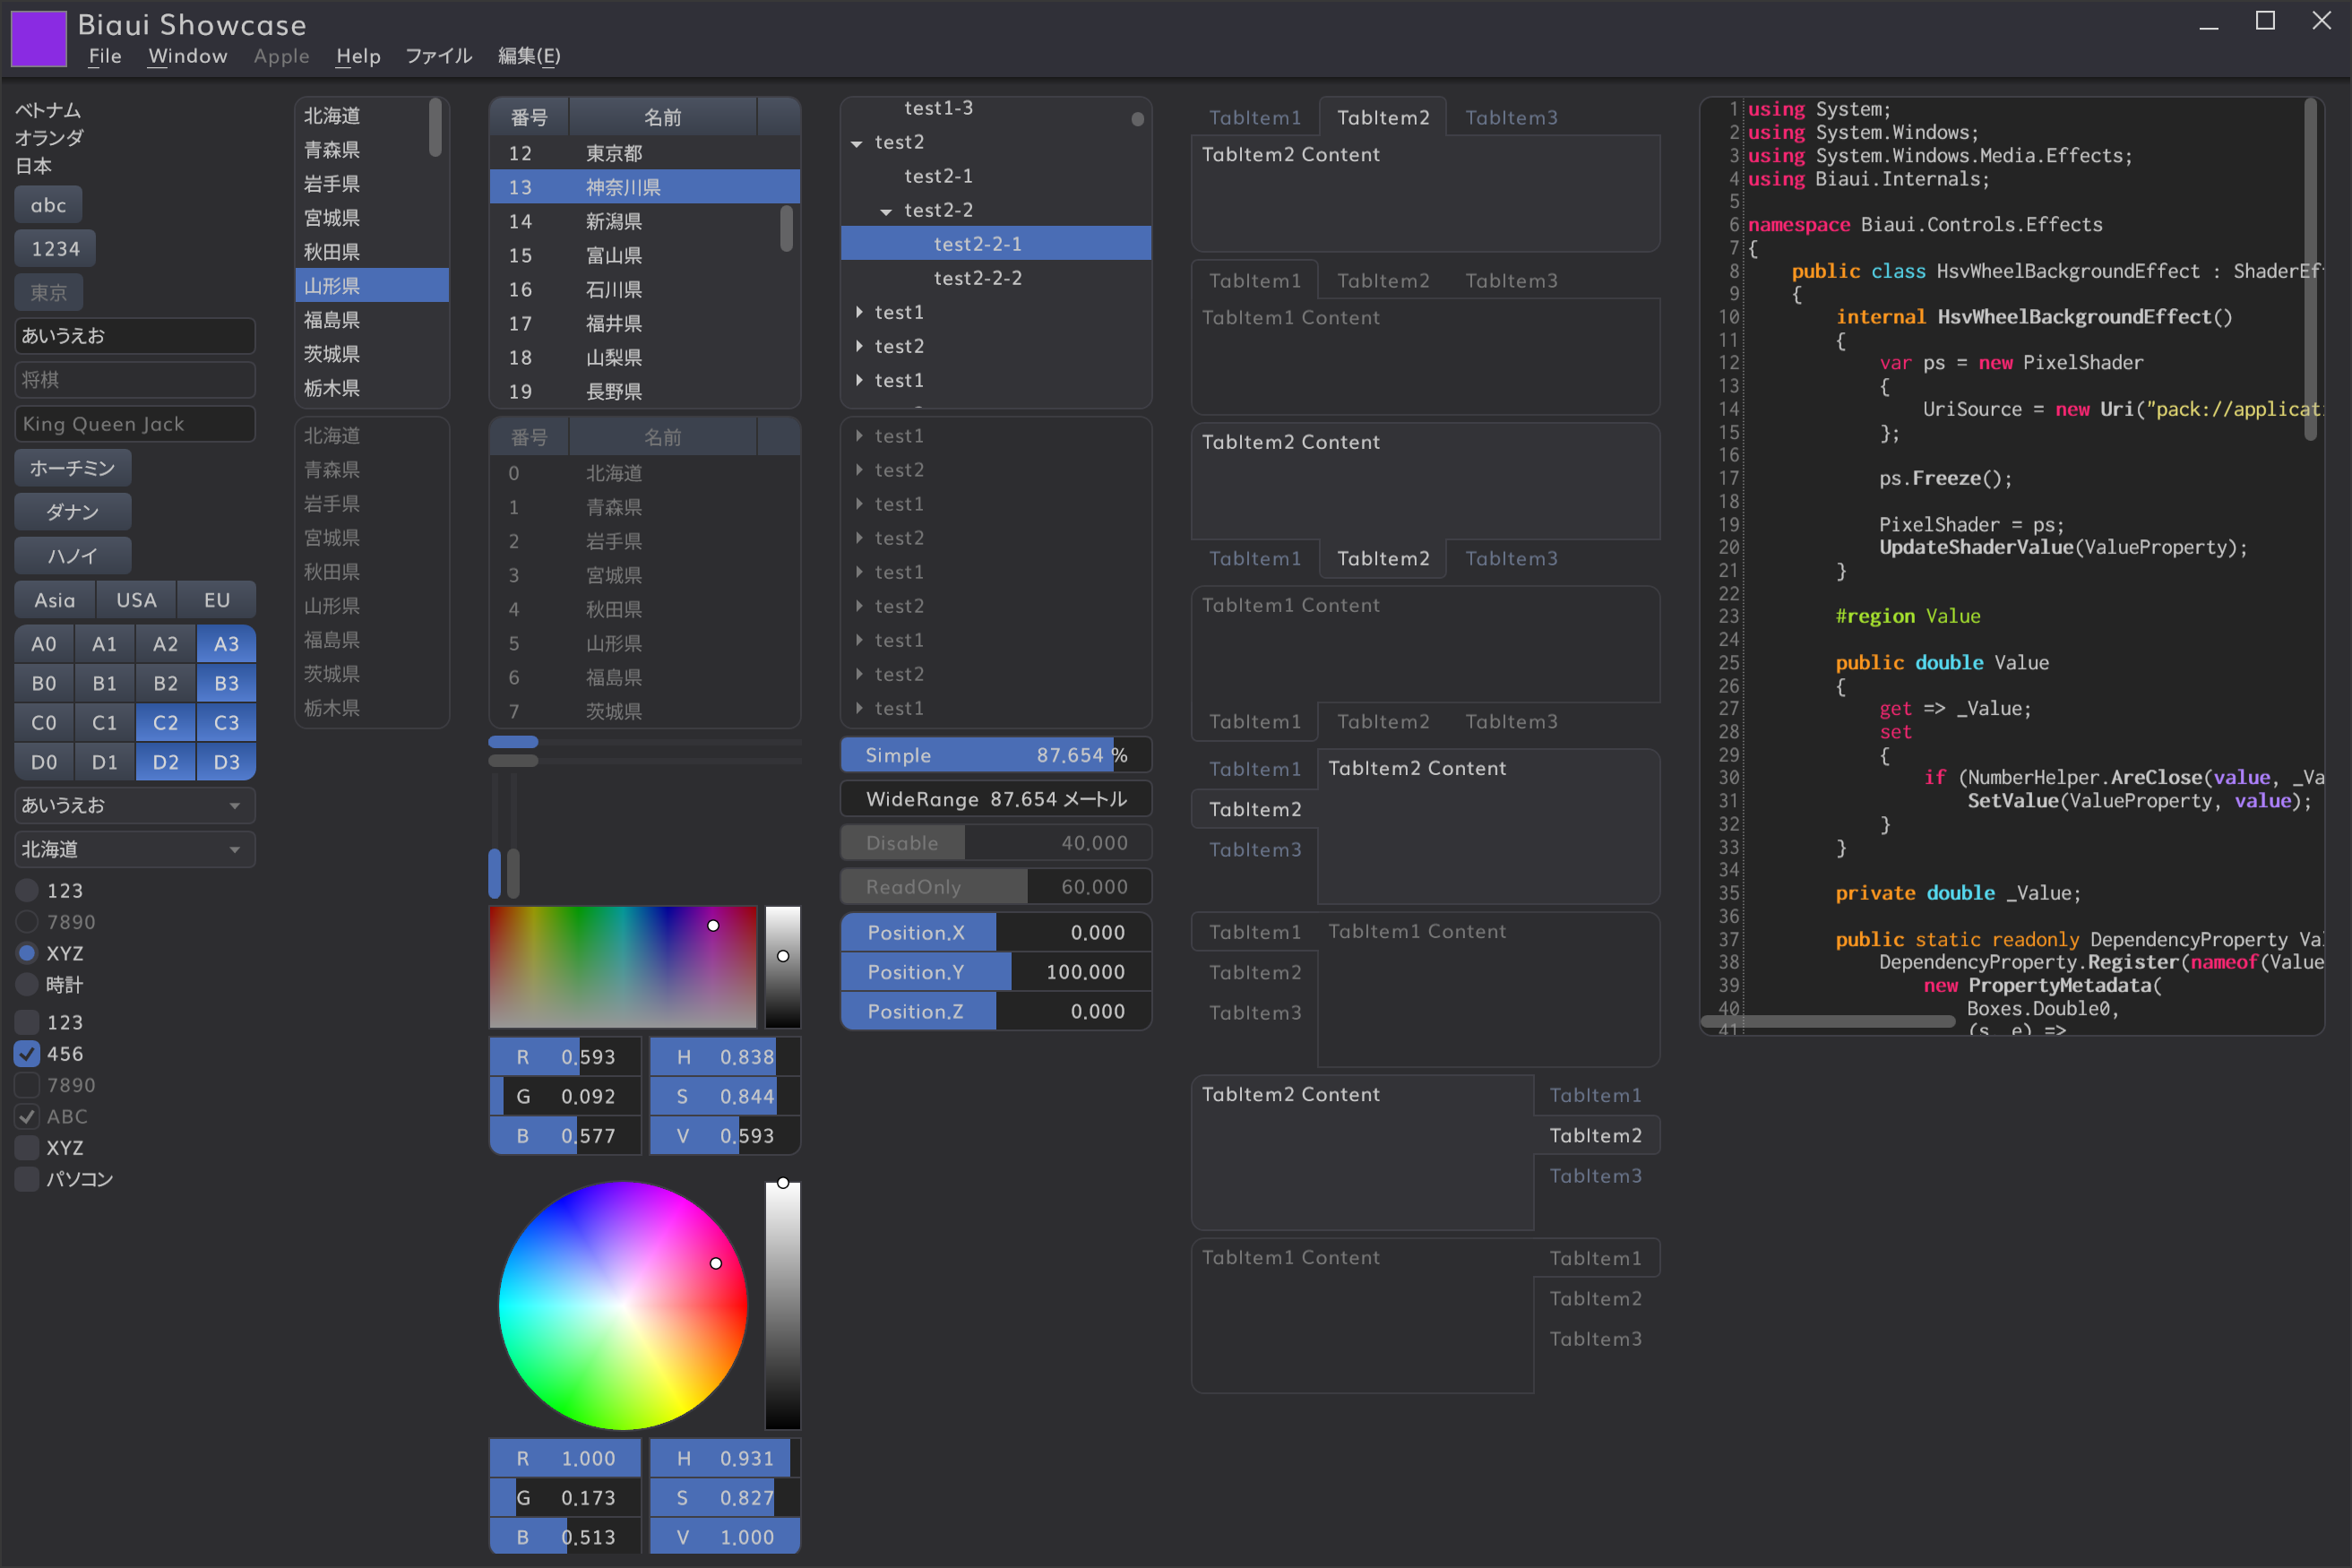 Biaui Showcase
File Window Apple Help ファイル 編集(E)
ベトナム
オランダ
日本
abc
1234
東京
あいうえお
将棋
King Queen Jack
ホーチミン
ダナン
ハノイ
Asia USA EU
A0 A1 A2 A3
B0 B1 B2 B3
C0 C1 C2 C3
D0 D1 D2 D3
あいうえお
北海道
123
7890
XYZ
時計
123
456
7890
ABC
XYZ
パソコン
北海道
青森県
岩手県
宮城県
秋田県
山形県
福島県
茨城県
栃木県
北海道
青森県
岩手県
宮城県
秋田県
山形県
福島県
茨城県
栃木県
番号 名前
12 東京都
13 神奈川県
14 新潟県
15 富山県
16 石川県
17 福井県
18 山梨県
19 長野県
番号 名前
0 北海道
1 青森県
2 岩手県
3 宮城県
4 秋田県
5 山形県
6 福島県
7 茨城県
R 0.593 H 0.838
G 0.092 S 0.844
B 0.577 V 0.593
R 1.000 H 0.931
G 0.173 S 0.827
B 0.513 V 1.000
test1-3
test2
test2-1
test2-2
test2-2-1
test2-2-2
test1
test2
test1
test1
test2
test1
test2
test1
test2
test1
test2
test1
Simple 87.654 %
WideRange 87.654 メートル
Disable 40.000
ReadOnly 60.000
Position.X 0.000
Position.Y 100.000
Position.Z 0.000
TabItem1 TabItem2 TabItem3
TabItem2 Content
TabItem1 TabItem2 TabItem3
TabItem1 Content
TabItem2 Content
TabItem1 TabItem2 TabItem3
TabItem1 Content
TabItem1 TabItem2 TabItem3
TabItem1 TabItem2 Content
TabItem2
TabItem3
TabItem1 TabItem1 Content
TabItem2
TabItem3
TabItem2 Content TabItem1
TabItem2
TabItem3
TabItem1 Content TabItem1
TabItem2
TabItem3
1 using System;
2 using System.Windows;
3 using System.Windows.Media.Effects;
4 using Biaui.Internals;
5
6 namespace Biaui.Controls.Effects
7 {
8 public class HsvWheelBackgroundEffect : ShaderEf
9 {
10 internal HsvWheelBackgroundEffect()
11 {
12 var ps = new PixelShader
13 {
14 UriSource = new Uri("pack://applicat
15 };
16
17 ps.Freeze();
18
19 PixelShader = ps;
20 UpdateShaderValue(ValueProperty);
21 }
22
23 #region Value
24
25 public double Value
26 {
27 get => _Value;
28 set
29 {
30 if (NumberHelper.AreClose(value, _Va
31 SetValue(ValueProperty, value);
32 }
33 }
34
35 private double _Value;
36
37 public static readonly DependencyProperty Val
38 DependencyProperty.Register(nameof(Value
39 new PropertyMetadata(
40 Boxes.Double0,
41 (s, e) =>